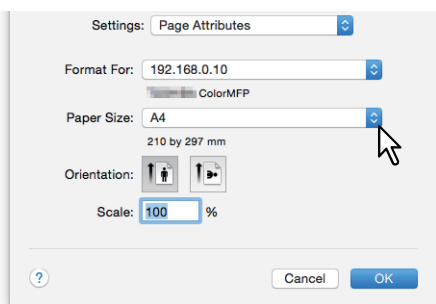 Settings: Page Attributes
Format For: 192.168.0.10
ColorMFP
Paper Size: A4
210 by 297 mm
Orientation:
Scale: 100 %
? Cancel OK